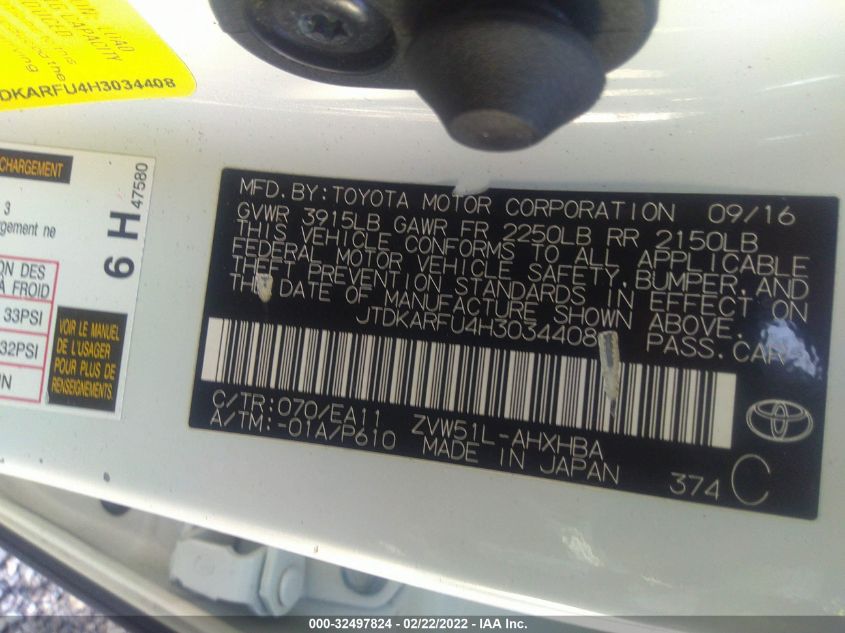 LOAD
CAPACITY
DKARFU4H3034408
CHARGEMENT
3
gement ne
ON DES
À FROID
33PSI
32PSI
6 H
47580
VOIR LE MANUEL
DE L'USAGER
POUR PLUS DE
RENSEIGNEMENTS.
MFD. BY: TOYOTA MOTOR CORPORATION 09/16
GVWR 3915LB GAWR FR 2250LB RR 2150LB
THIS VEHICLE CONFORMS TO ALL APPLICABLE
FEDERAL MOTOR VEHICLE SAFETY, BUMPER, AND
THEFT PREVENTION STANDARDS IN EFFECT ON
THE DATE OF MANUFACTURE SHOWN ABOVE.
JTDKARFU4H3034408 PASS. CAR
C/TR: 070/EA11 ZVW51L-AHXHBA
A/TM: -01A/P610 MADE IN JAPAN
374 C
000-32497824 - 02/22/2022 - IAA Inc.